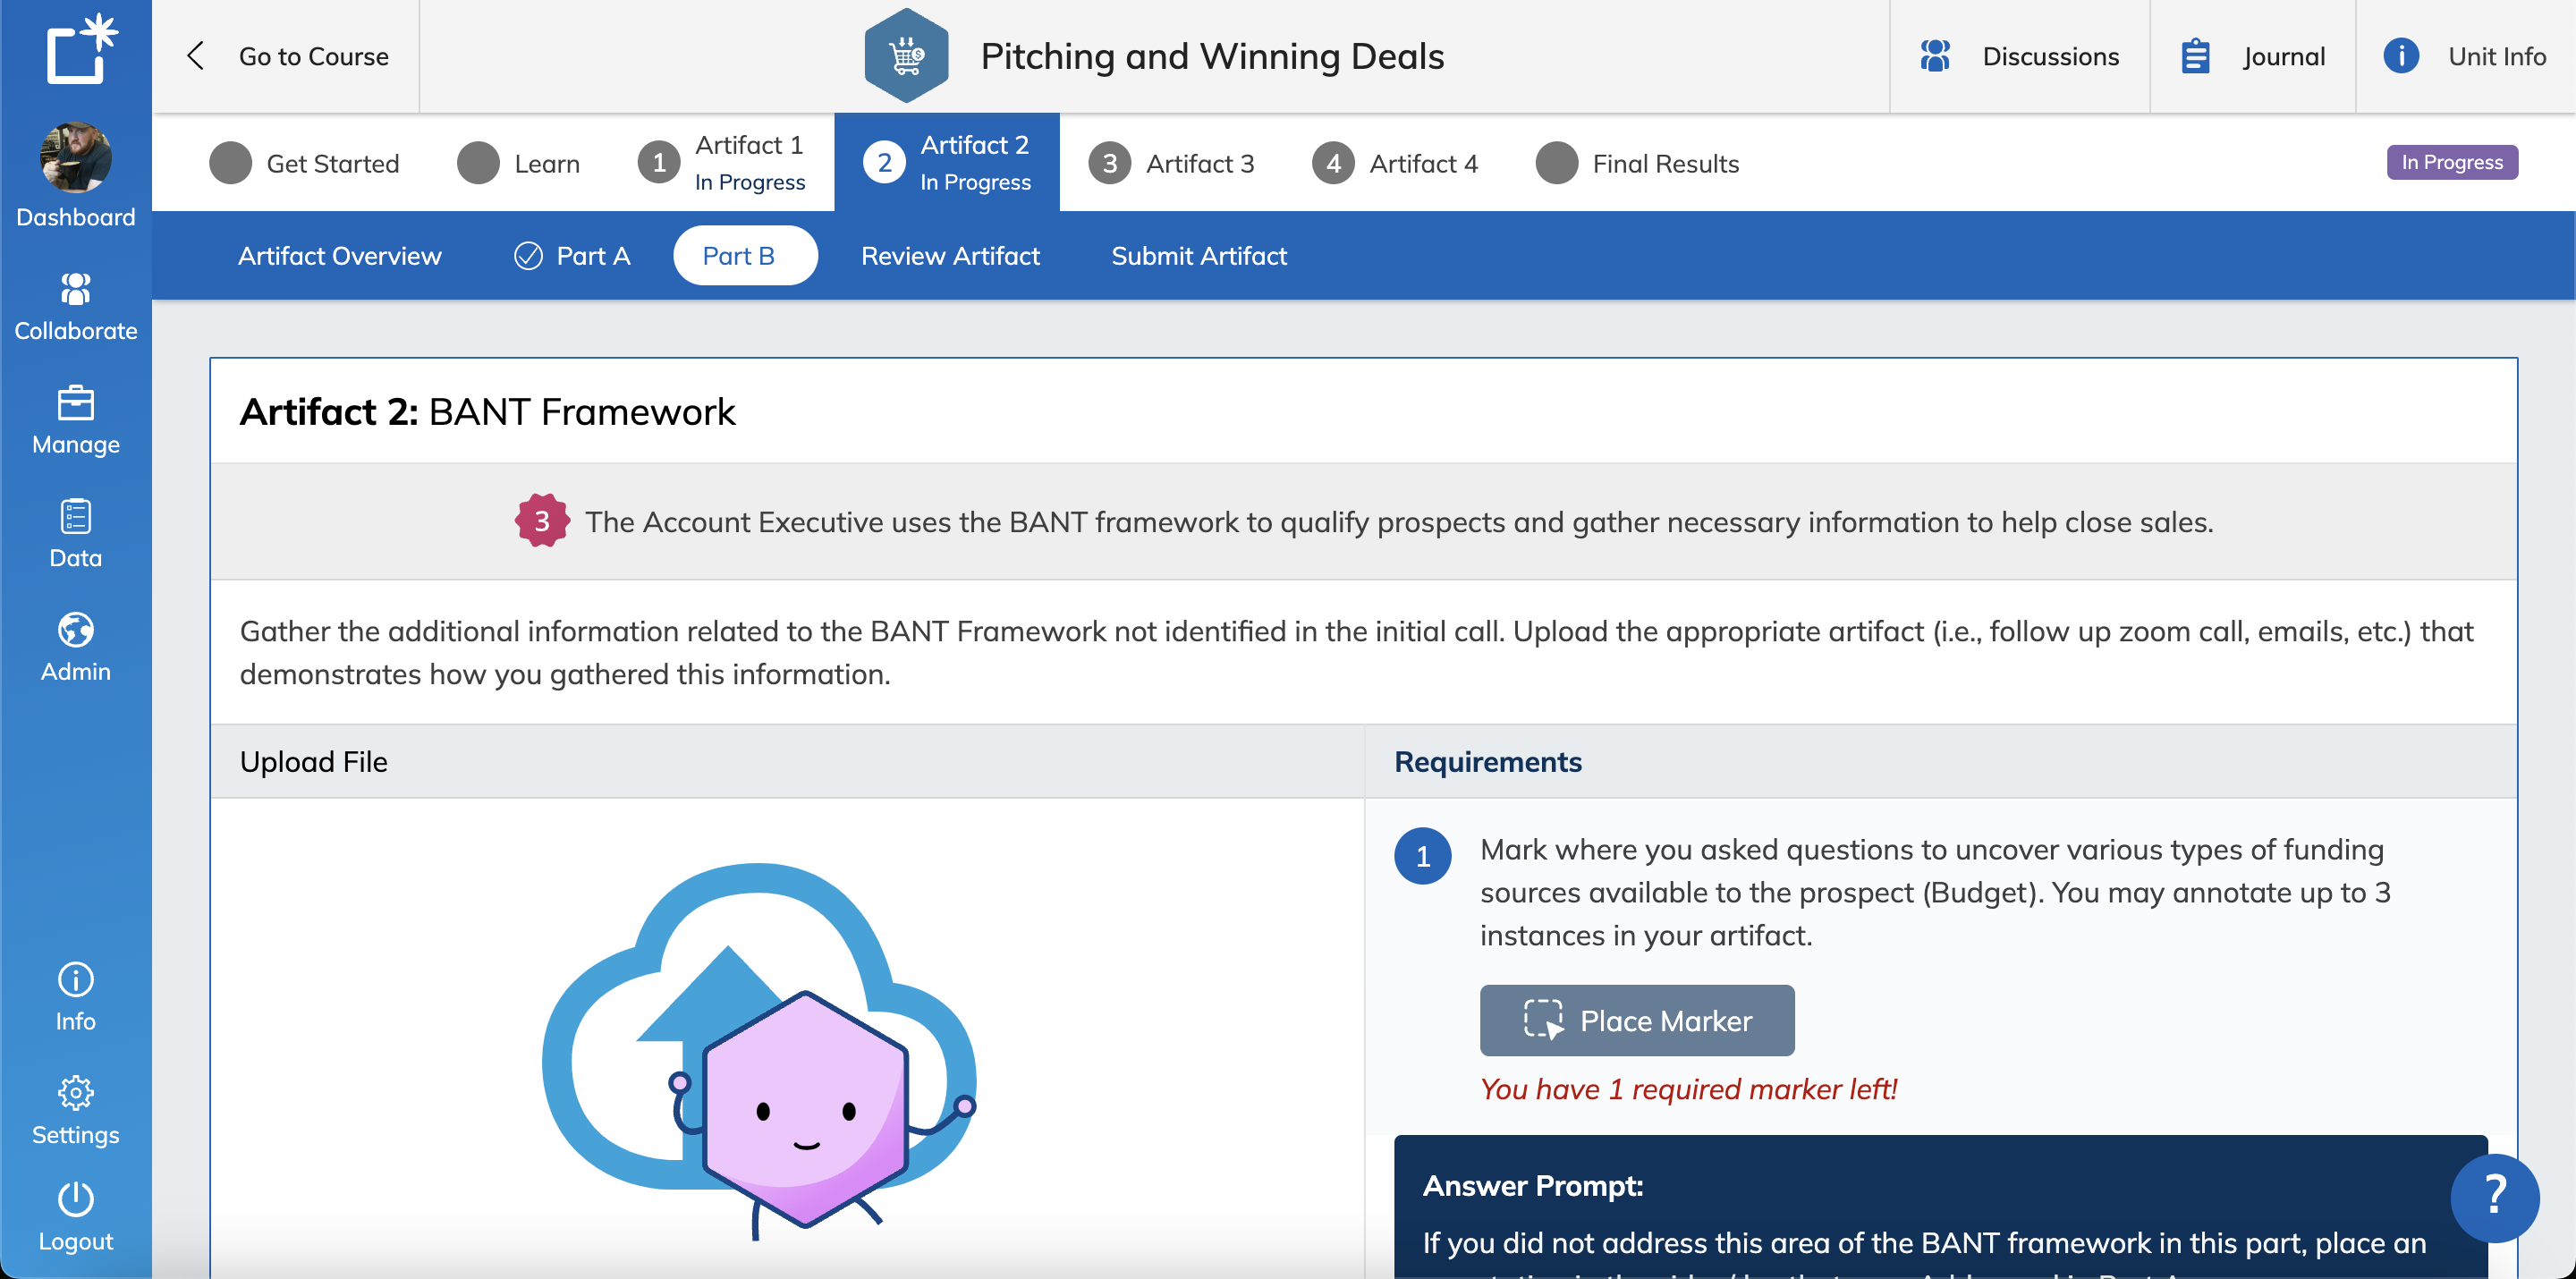 Go to Course
Pitching and Winning Deals
Discussions
Journal
Unit Info
Get Started
Learn
1
Artifact 1
In Progress
2
Artifact 2
In Progress
3
Artifact 3
4
Artifact 4
Final Results
In Progress
Artifact Overview
Part A
Part B
Review Artifact
Submit Artifact
Dashboard
Collaborate
Manage
Data
Admin
Info
Settings
Logout
Artifact 2: BANT Framework
3
The Account Executive uses the BANT framework to qualify prospects and gather necessary information to help close sales.
Gather the additional information related to the BANT Framework not identified in the initial call. Upload the appropriate artifact (i.e., follow up zoom call, emails, etc.) that
demonstrates how you gathered this information.
Upload File
Requirements
1
Mark where you asked questions to uncover various types of funding
sources available to the prospect (Budget). You may annotate up to 3
instances in your artifact.
Place Marker
You have 1 required marker left!
Answer Prompt:
If you did not address this area of the BANT framework in this part, place an
?